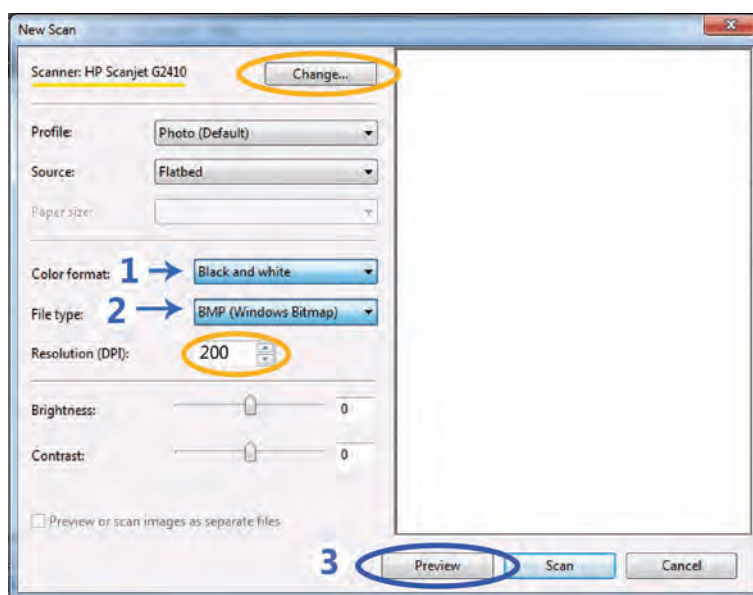 New Scan
Scanner: HP Scanjet G2410 Change...
Profile: Photo (Default)
Source: Flatbed
Paper size:
Color format: 1 Black and white
File type: 2 BMP (Windows Bitmap)
Resolution (DPI): 200
Brightness: 0
Contrast: 0
Preview or scan images as separate files
3 Preview Scan Cancel